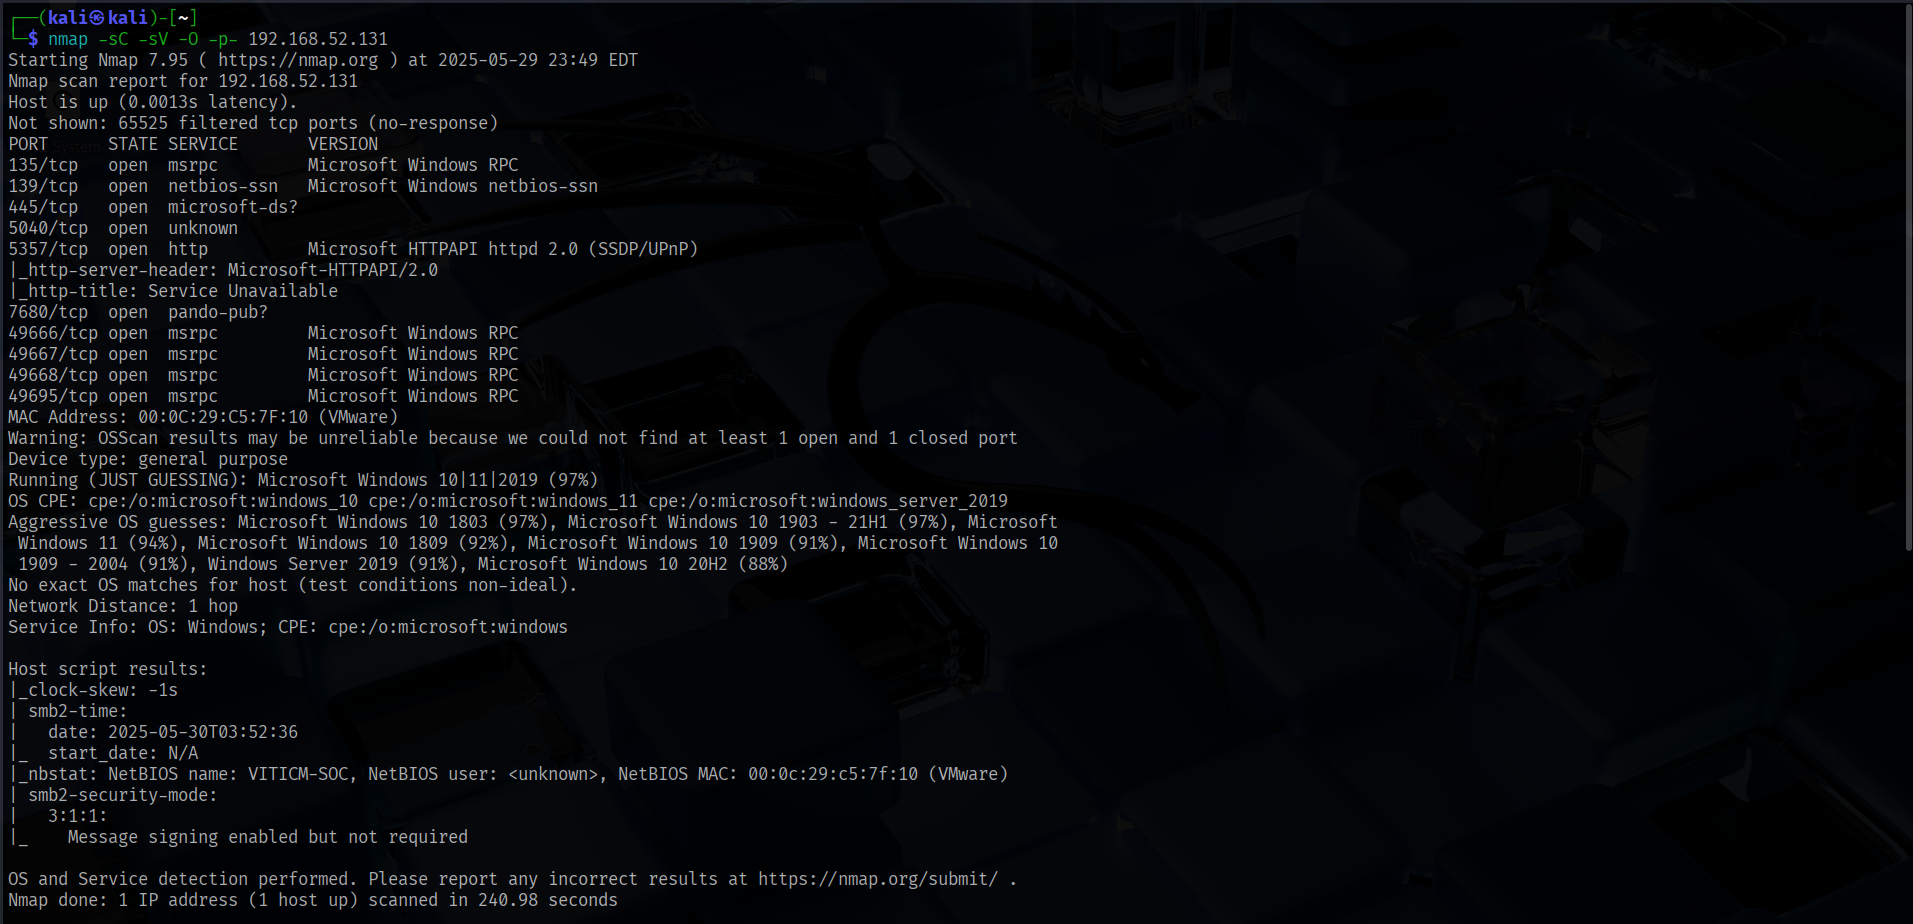 ┌──(kali㉿kali)-[~]
└─$ nmap -sC -sV -O -p- 192.168.52.131
Starting Nmap 7.95 ( https://nmap.org ) at 2025-05-29 23:49 EDT
Nmap scan report for 192.168.52.131
Host is up (0.0013s latency).
Not shown: 65525 filtered tcp ports (no-response)
PORT      STATE SERVICE       VERSION
135/tcp   open  msrpc         Microsoft Windows RPC
139/tcp   open  netbios-ssn   Microsoft Windows netbios-ssn
445/tcp   open  microsoft-ds?
5040/tcp  open  unknown
5357/tcp  open  http          Microsoft HTTPAPI httpd 2.0 (SSDP/UPnP)
|_http-server-header: Microsoft-HTTPAPI/2.0
|_http-title: Service Unavailable
7680/tcp  open  pando-pub?
49666/tcp open  msrpc         Microsoft Windows RPC
49667/tcp open  msrpc         Microsoft Windows RPC
49668/tcp open  msrpc         Microsoft Windows RPC
49695/tcp open  msrpc         Microsoft Windows RPC
MAC Address: 00:0C:29:C5:7F:10 (VMware)
Warning: OSScan results may be unreliable because we could not find at least 1 open and 1 closed port
Device type: general purpose
Running (JUST GUESSING): Microsoft Windows 10|11|2019 (97%)
OS CPE: cpe:/o:microsoft:windows_10 cpe:/o:microsoft:windows_11 cpe:/o:microsoft:windows_server_2019
Aggressive OS guesses: Microsoft Windows 10 1803 (97%), Microsoft Windows 10 1903 - 21H1 (97%), Microsoft
 Windows 11 (94%), Microsoft Windows 10 1809 (92%), Microsoft Windows 10 1909 (91%), Microsoft Windows 10
 1909 - 2004 (91%), Windows Server 2019 (91%), Microsoft Windows 10 20H2 (88%)
No exact OS matches for host (test conditions non-ideal).
Network Distance: 1 hop
Service Info: OS: Windows; CPE: cpe:/o:microsoft:windows

Host script results:
|_clock-skew: -1s
| smb2-time:
|   date: 2025-05-30T03:52:36
|_  start_date: N/A
|_nbstat: NetBIOS name: VITICM-SOC, NetBIOS user: <unknown>, NetBIOS MAC: 00:0c:29:c5:7f:10 (VMware)
| smb2-security-mode:
|   3:1:1:
|_    Message signing enabled but not required

OS and Service detection performed. Please report any incorrect results at https://nmap.org/submit/ .
Nmap done: 1 IP address (1 host up) scanned in 240.98 seconds